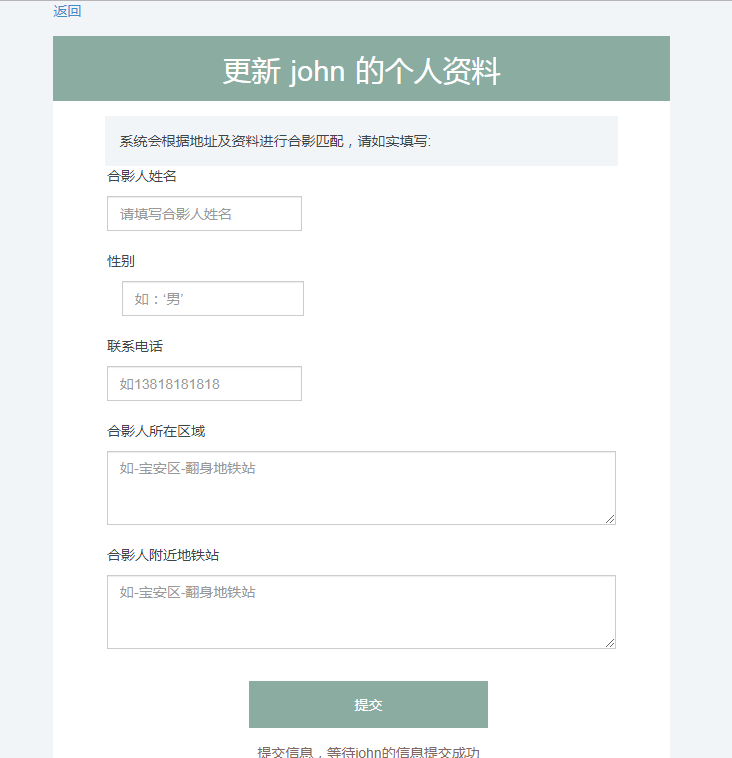 返回
更新 john 的个人资料
系统会根据地址及资料进行合影匹配，请如实填写:
合影人姓名
请填写合影人姓名
性别
如：‘男’
联系电话
如13818181818
合影人所在区域
如-宝安区-翻身地铁站
合影人附近地铁站
如-宝安区-翻身地铁站
提交
提交信息，等待john的信息提交成功